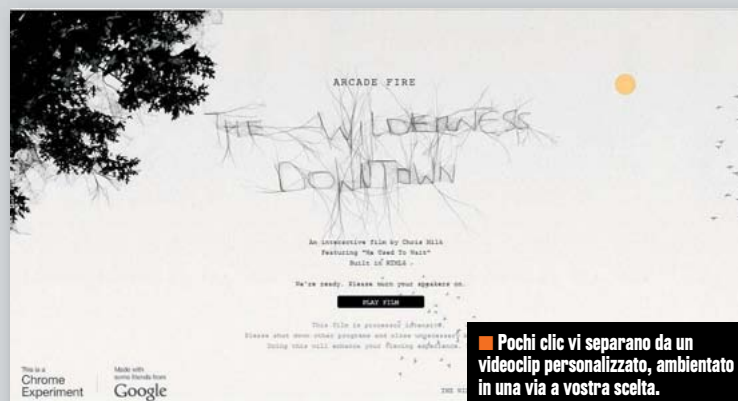 ARCADE FIRE
THE WILDERNESS
DOWNTOWN
An interactive film by Chris Milk
Featuring "We Used To Wait"
Built in HTML5
We're ready. Please turn your speakers on.
PLAY FILM
This film is processor intensive.
Please shut down other programs and close unnecessary
Doing this will enhance your viewing experience.
This is a
Chrome
Experiment
Made with
some friends from
Google
THE
Pochi clic vi separano da un
videoclip personalizzato, ambientato
in una via a vostra scelta.